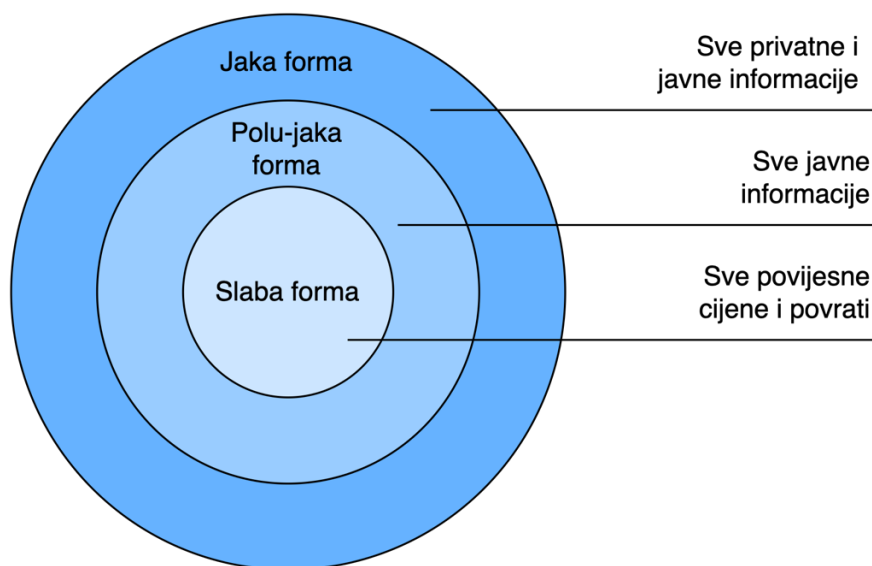 Jaka forma
Polu-jaka
forma
Slaba forma
Sve privatne i
javne informacije
Sve javne
informacije
Sve povijesne
cijene i povrati